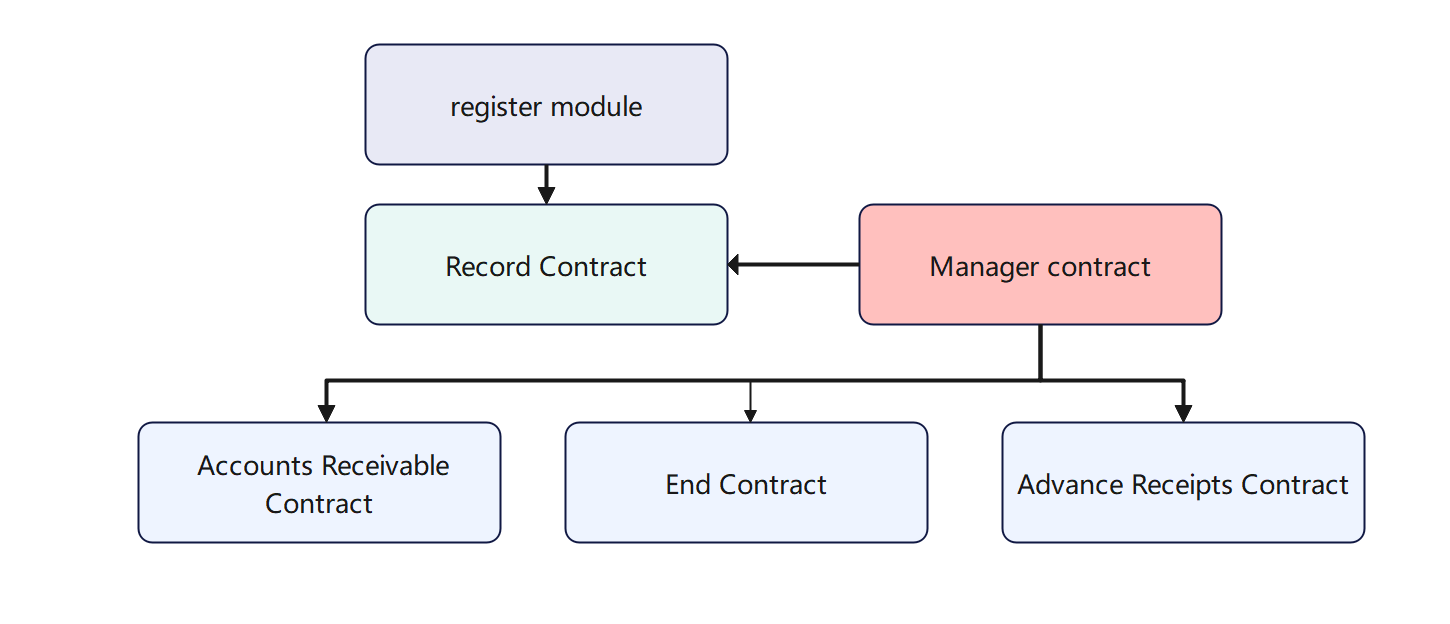 register module
Record Contract
Manager contract
Accounts Receivable
Contract
End Contract
Advance Receipts Contract